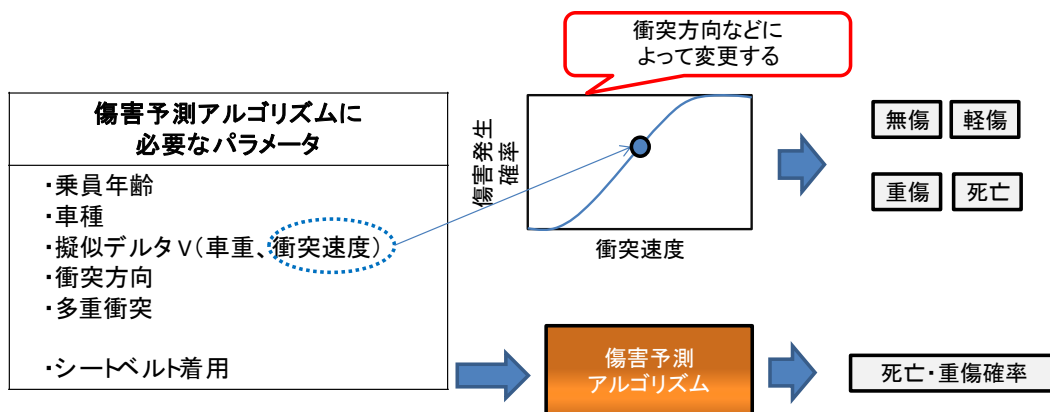 衝突方向などに
よって変更する
傷害予測アルゴリズムに
必要なパラメータ
・乗員年齢
・車種
・擬似デルタV(車重、衝突速度)
・衝突方向
・多重衝突
・シートベルト着用
傷害発生
確率
衝突速度
無傷
軽傷
重傷
死亡
傷害予測
アルゴリズム
死亡・重傷確率